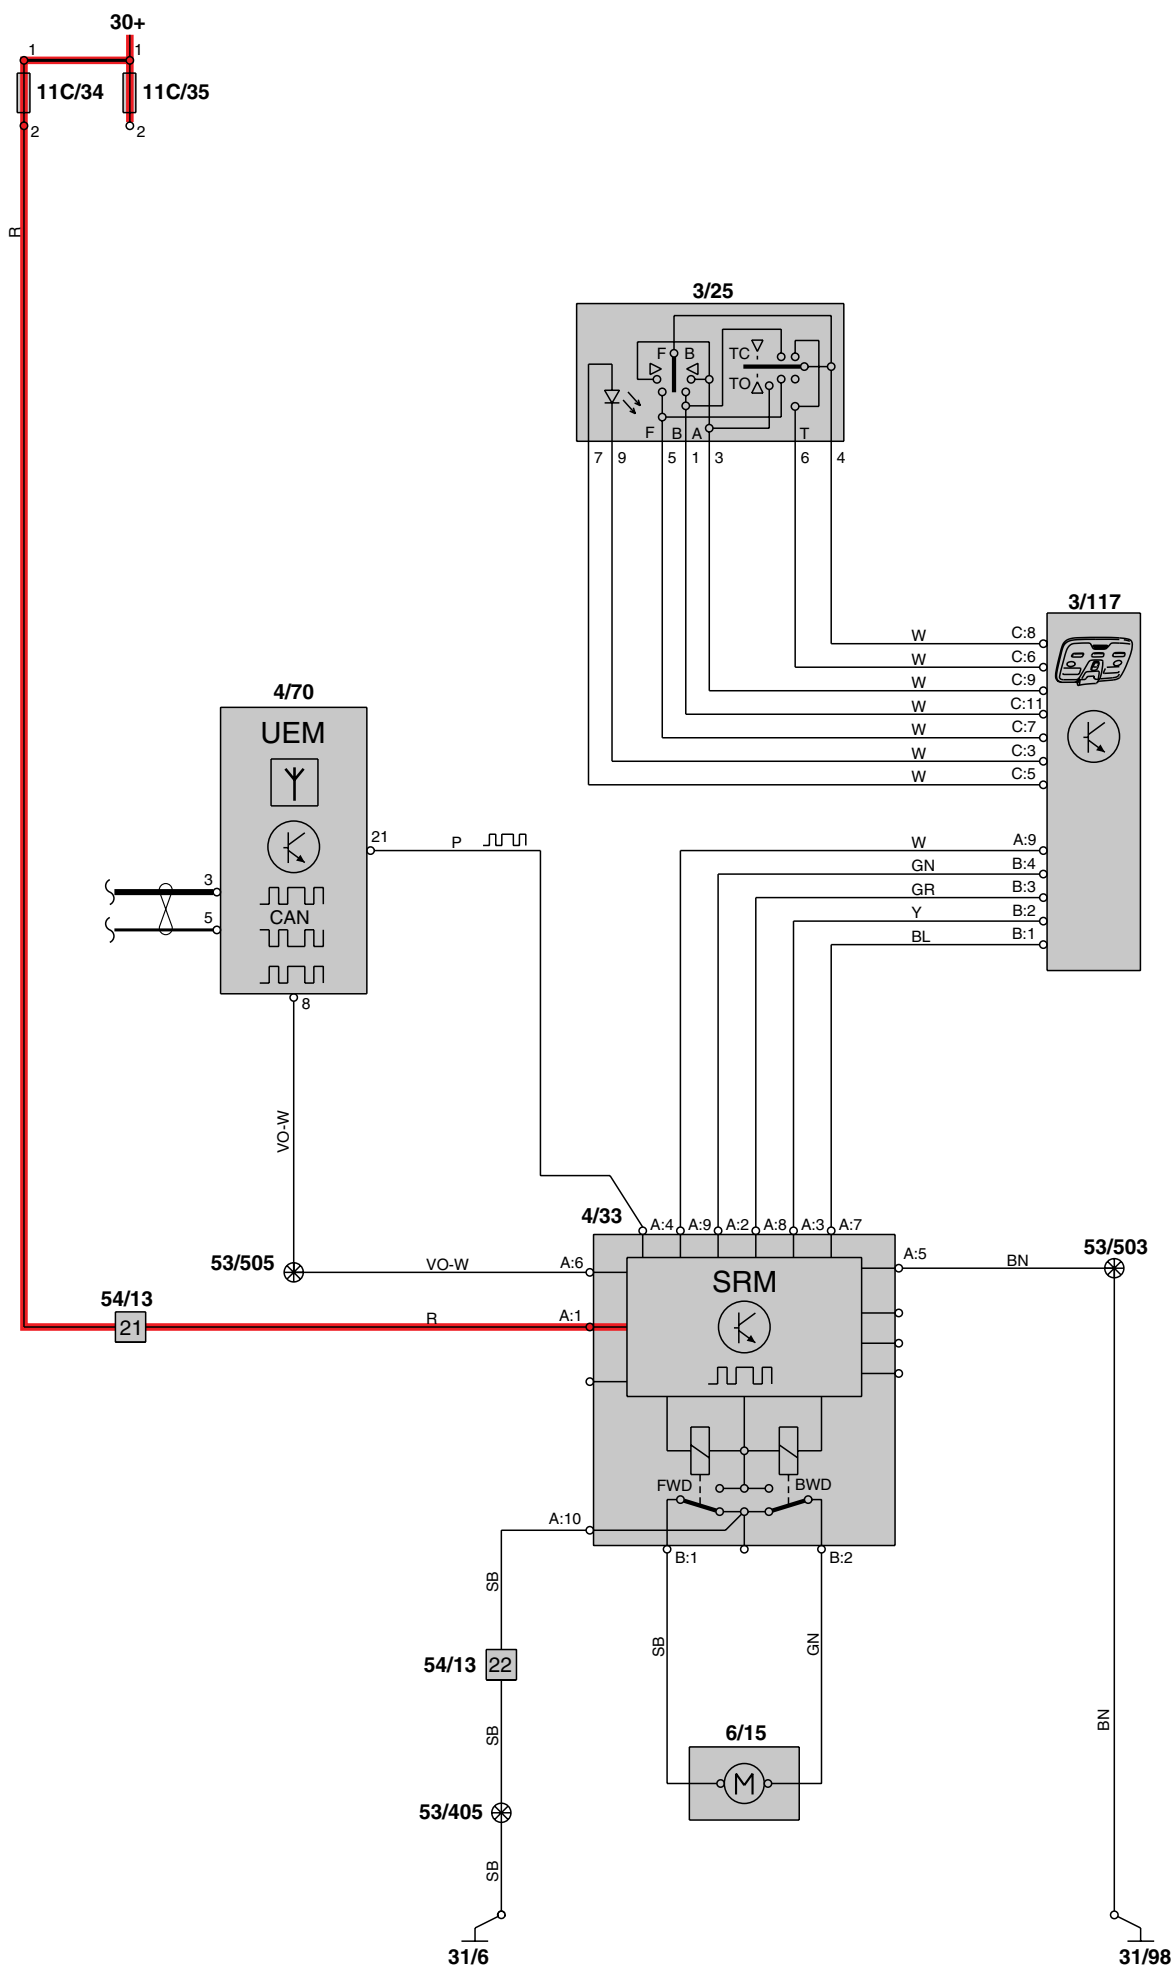 30+
1 1
11C/34 11C/35
2 2
R
3/25
F B TC
TO
F B A T
7 9 5 1 3 6 4
3/117
W C:8
W C:6
W C:9
W C:11
W C:7
W C:3
W C:5
4/70
UEM
21 P
3
CAN
5
8
W A:9
GN B:4
GR B:3
Y B:2
BL B:1
VO-W
4/33 A:4 A:9 A:2 A:8 A:3 A:7
53/505 VO-W A:6
A:5 BN 53/503
SRM
54/13
21 R A:1
FWD BWD
A:10
B:1 B:2
SB
SB GN
54/13 22
SB
BN
6/15
M
53/405
SB
31/6 31/98